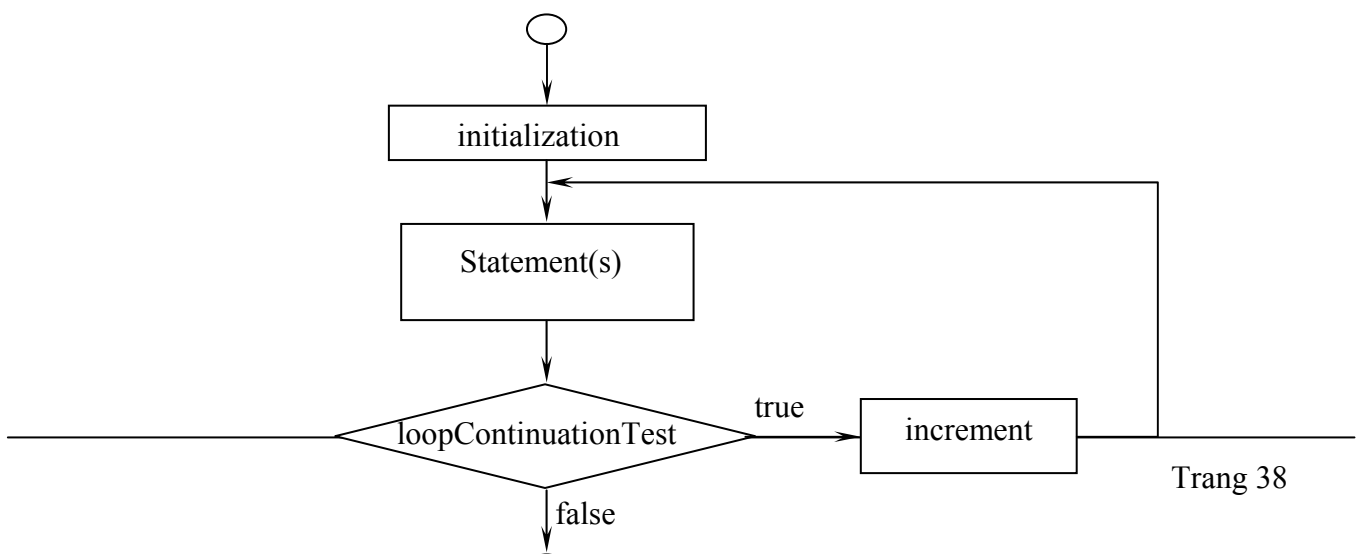 initialization
Statement(s)
true
loopContinuationTest
increment
Trang 38
false